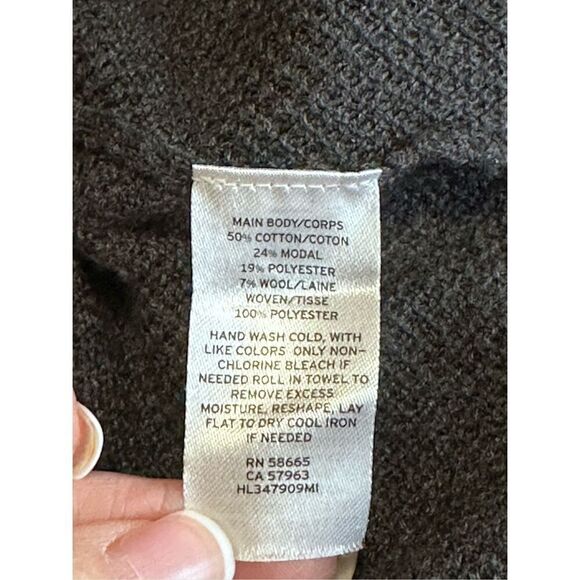 MAIN BODY/CORPS
50% COTTON/COTON
24% MODAL
19% POLYESTER
7% WOOL/LAINE
WOVEN/TISSE
100% POLYESTER
HAND WASH COLD, WITH
LIKE COLORS ONLY NON-
CHLORINE BLEACH IF
NEEDED ROLL IN TOWEL TO
REMOVE EXCESS
MOISTURE, RESHAPE, LAY
FLAT TO DRY COOL IRON
IF NEEDED
RN 58665
CA 57963
HL347909MI